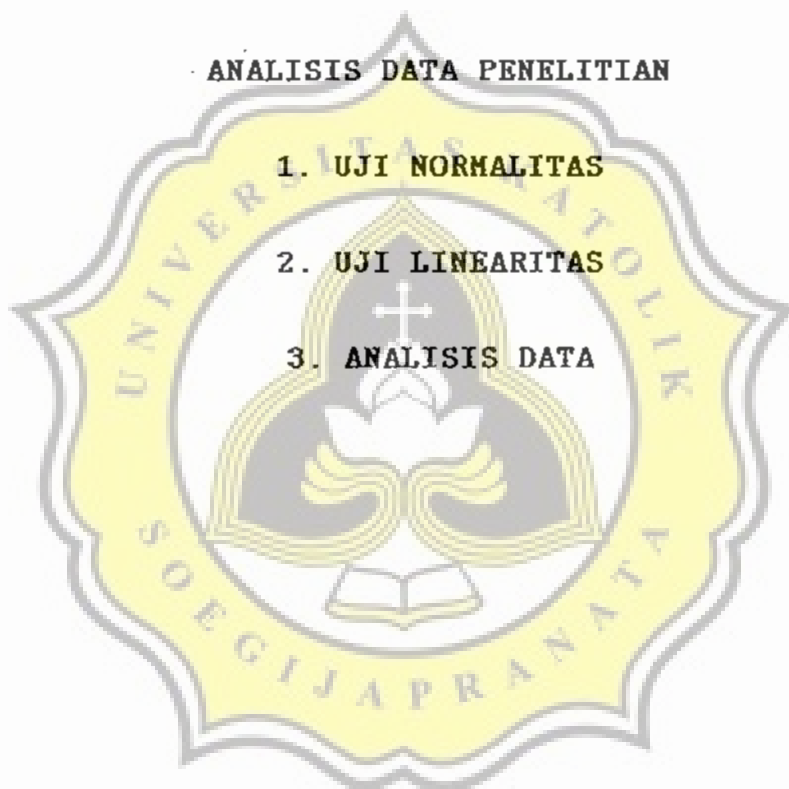 ANALISIS DATA PENELITIAN
1. UJI NORMALITAS
2. UJI LINEARITAS
3. ANALISIS DATA
UNIVERSITAS KATOLIK
SOEGIJAPRANATA